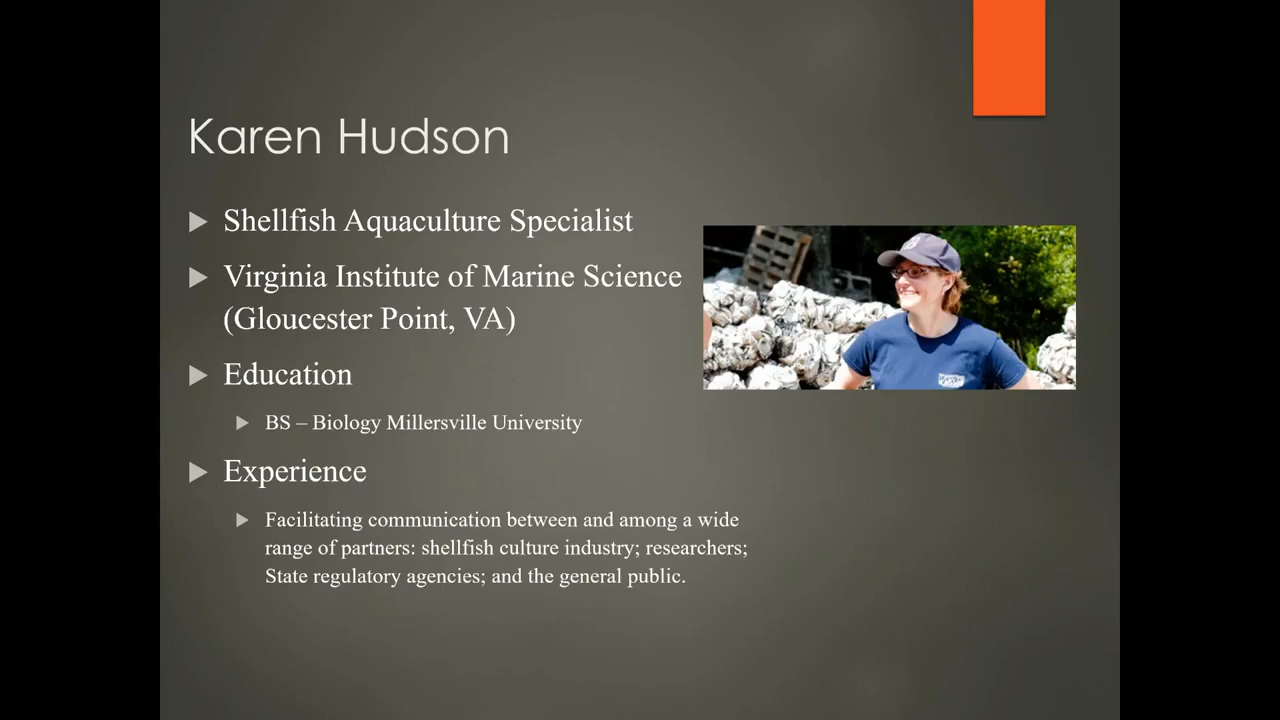 Karen Hudson
Shellfish Aquaculture Specialist
Virginia Institute of Marine Science
(Gloucester Point, VA)
Education
BS – Biology Millersville University
Experience
Facilitating communication between and among a wide
range of partners: shellfish culture industry; researchers;
State regulatory agencies; and the general public.